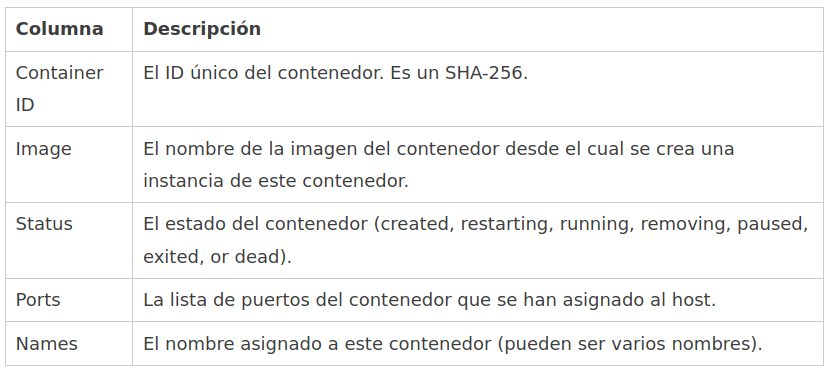 Columna Descripción
Container El ID único del contenedor. Es un SHA-256.
ID
Image El nombre de la imagen del contenedor desde el cual se crea una
instancia de este contenedor.
Status El estado del contenedor (created, restarting, running, removing, paused,
exited, or dead).
Ports La lista de puertos del contenedor que se han asignado al host.
Names El nombre asignado a este contenedor (pueden ser varios nombres).